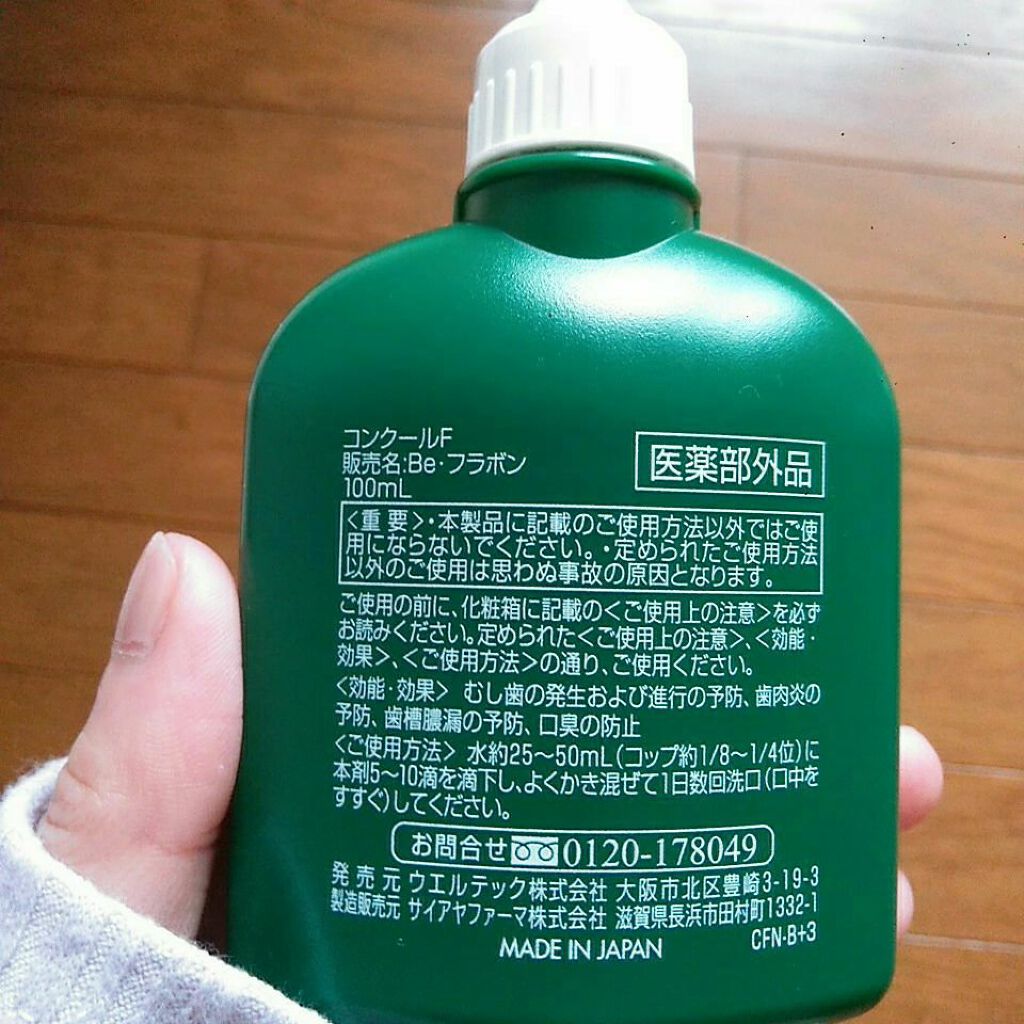 コンクールF
販売名:Be・フラボン
100mL
医薬部外品
<重要>・本製品に記載のご使用方法以外ではご使
用にならないでください。・定められたご使用方法
以外のご使用は思わぬ事故の原因となります。
ご使用の前に、化粧箱に記載の<ご使用上の注意>を必ず
お読みください。定められた<ご使用上の注意>、<効能・
効果>、<ご使用方法>の通り、ご使用ください。
<効能・効果> むし歯の発生および進行の予防、歯肉炎の
予防、歯槽膿漏の予防、口臭の防止
<ご使用方法> 水約25~50mL(コップ約1/8~1/4位)に
本剤5~10滴を滴下し、よくかき混ぜて1日数回洗口(口中を
すすぐ)してください。
お問合せ 0120-178049
発売元 ウエルテック株式会社 大阪市北区豊崎3-19-3
製造販売元 サイアヤファーマ株式会社 滋賀県長浜市田村町1332-1
MADE IN JAPAN
CFN・B+3